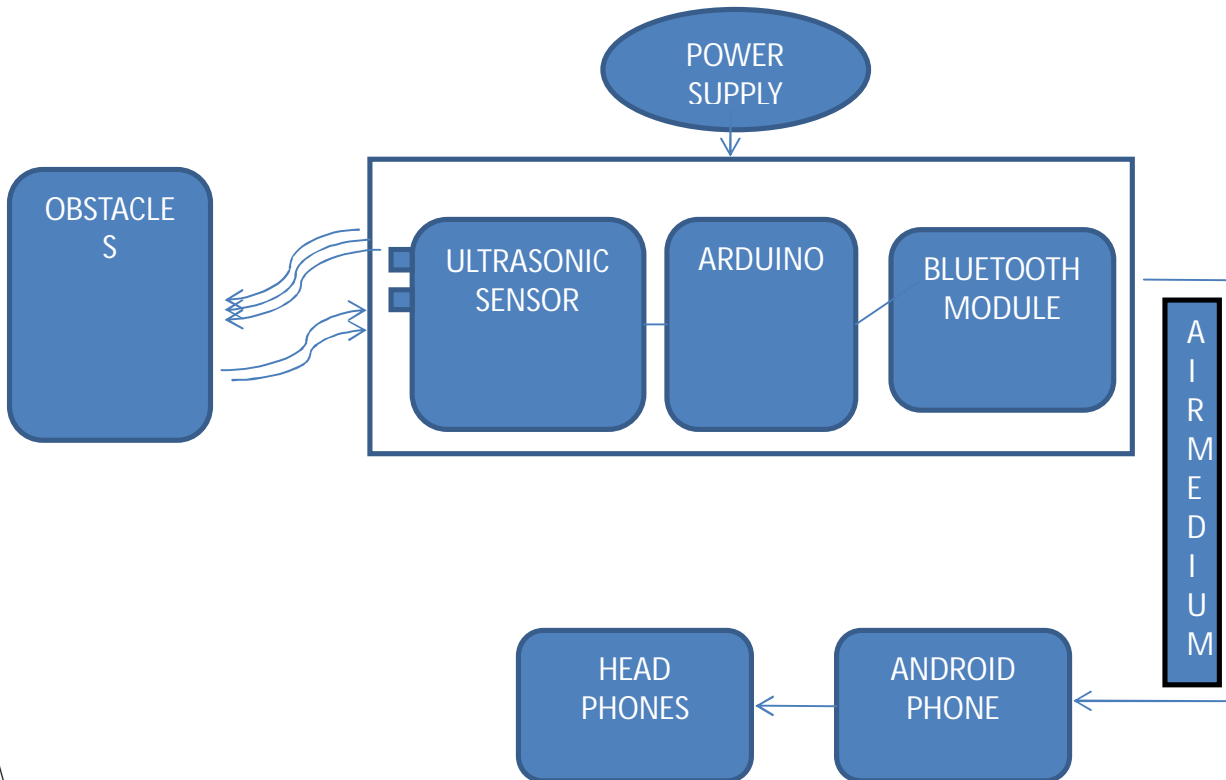 POWER
SUPPLY
OBSTACLE
S
ULTRASONIC
SENSOR
ARDUINO
BLUETOOTH
MODULE
A
I
R
M
E
D
I
U
M
HEAD
PHONES
ANDROID
PHONE